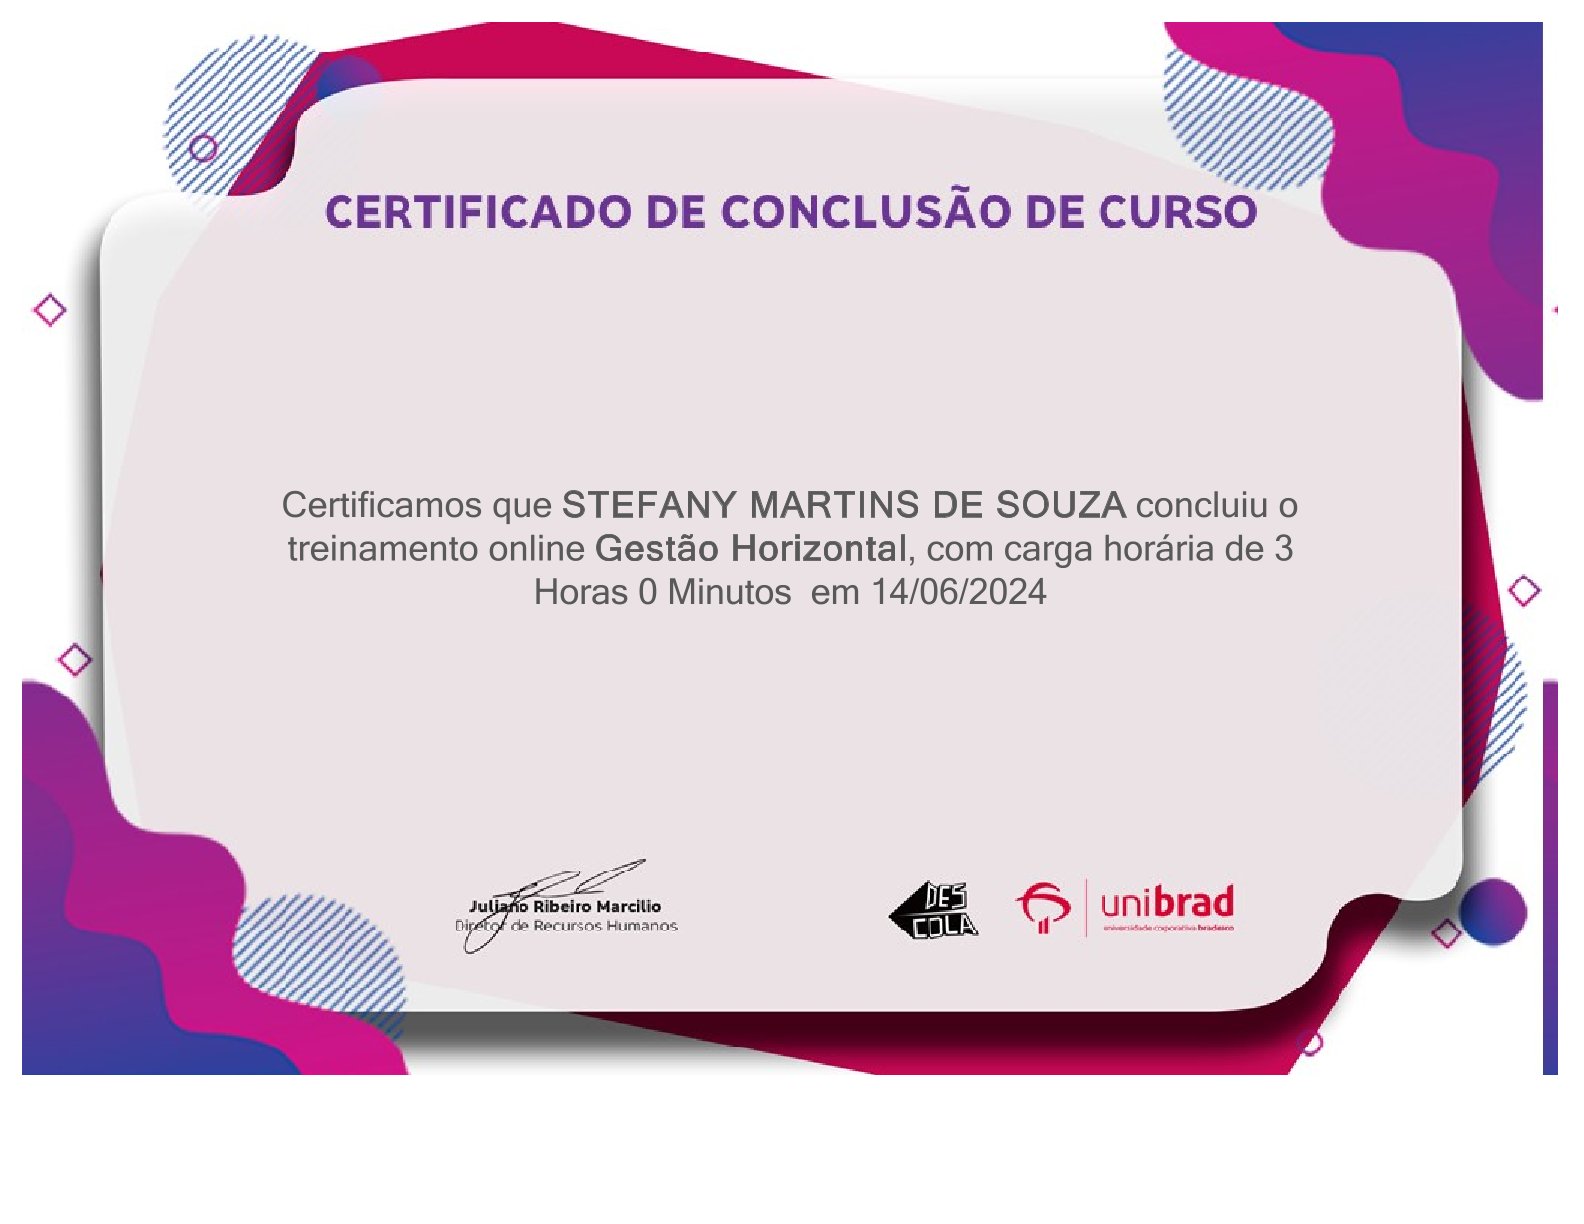 CERTIFICADO DE CONCLUSÃO DE CURSO
Certificamos que STEFANY MARTINS DE SOUZA concluiu o
treinamento online Gestão Horizontal, com carga horária de 3
Horas 0 Minutos em 14/06/2024
Juliano Ribeiro Marcilio
Diretor de Recursos Humanos
DES
COLA
unibrad
universidade corporativa bradesco